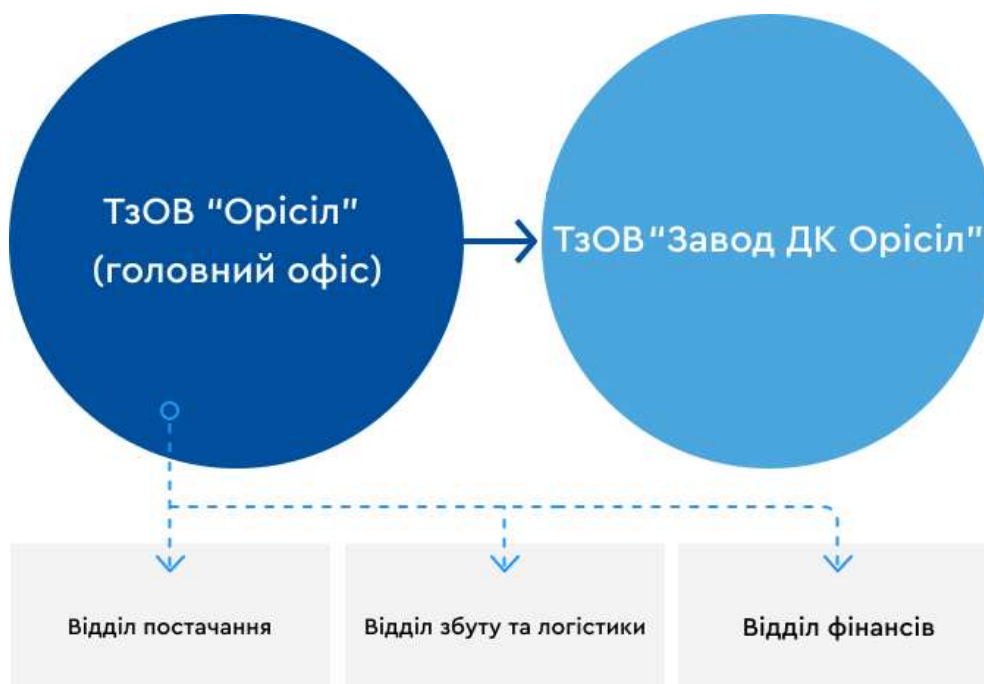 ТзОВ “Орісіл”
(головний офіс)
ТзОВ “Завод ДК Орісіл”
Відділ постачання
Відділ збуту та логістики
Відділ фінансів